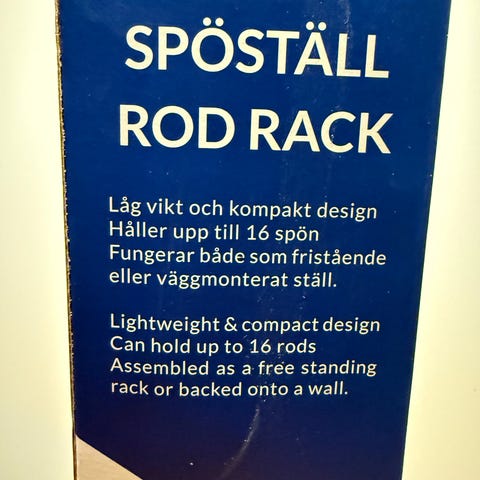 SPÖSTÄLL
ROD RACK
Låg vikt och kompakt design
Håller upp till 16 spön
Fungerar både som fristående
eller väggmonterat ställ.
Lightweight & compact design
Can hold up to 16 rods
Assembled as a free standing
rack or backed onto a wall.